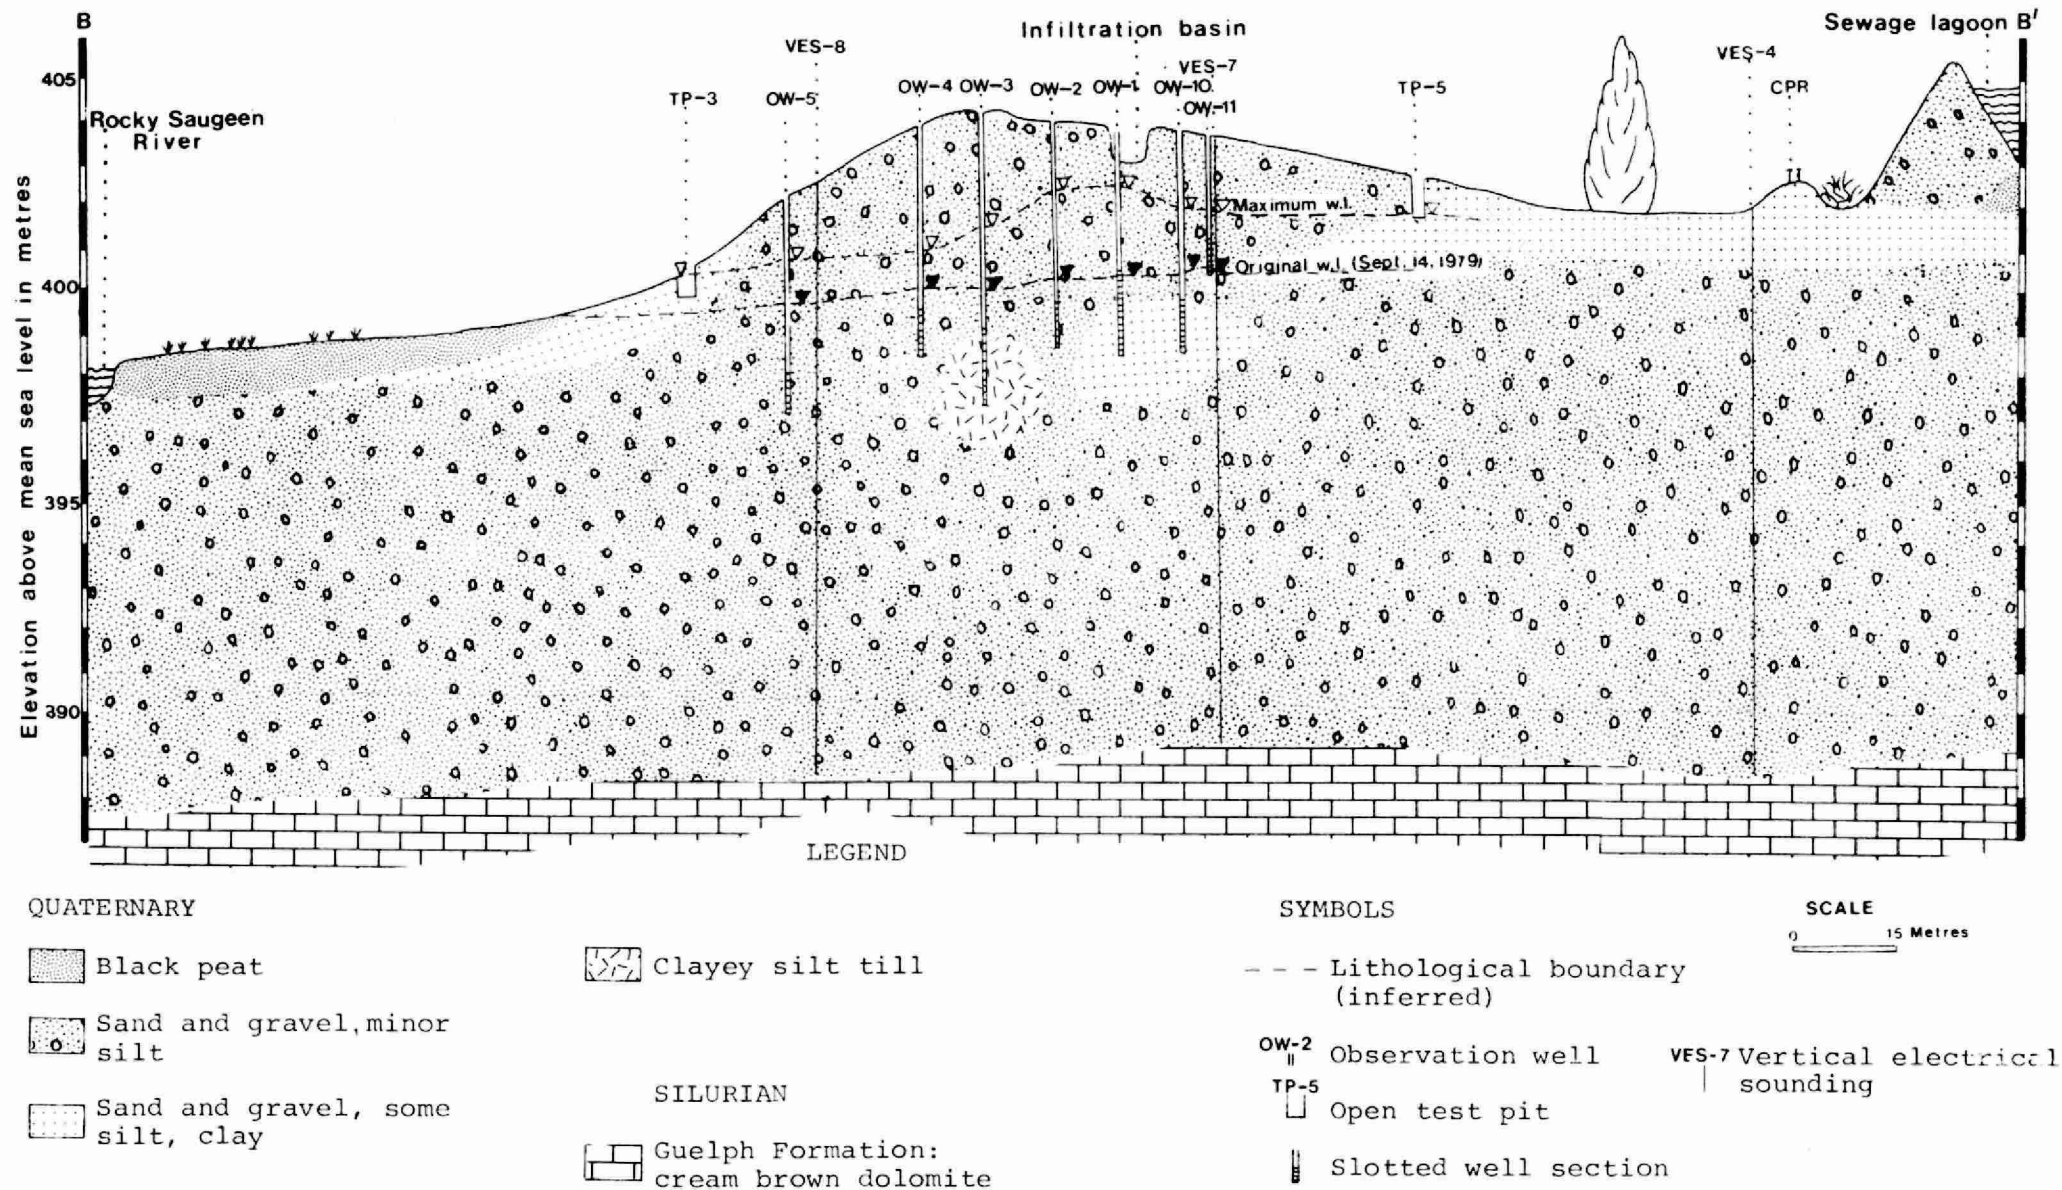 B
Infiltration basin
Sewage lagoon B'
VES-8
VES-7
VES-4
405
TP-3
OW-5
OW-4
OW-3
OW-2
OW-1
OW-10
OW-11
TP-5
CPR
Rocky Saugeen
River
Maximum w.l.
Original w.l. (Sept. 14, 1979)
400
395
390
Elevation above mean sea level in metres
LEGEND
QUATERNARY
Black peat
Sand and gravel, minor
silt
Sand and gravel, some
silt, clay
Clayey silt till
SILURIAN
Guelph Formation:
cream brown dolomite
SYMBOLS
Lithological boundary
(inferred)
OW-2
Observation well
TP-5
Open test pit
Slotted well section
VES-7 Vertical electrical
sounding
SCALE
0 15 Metres